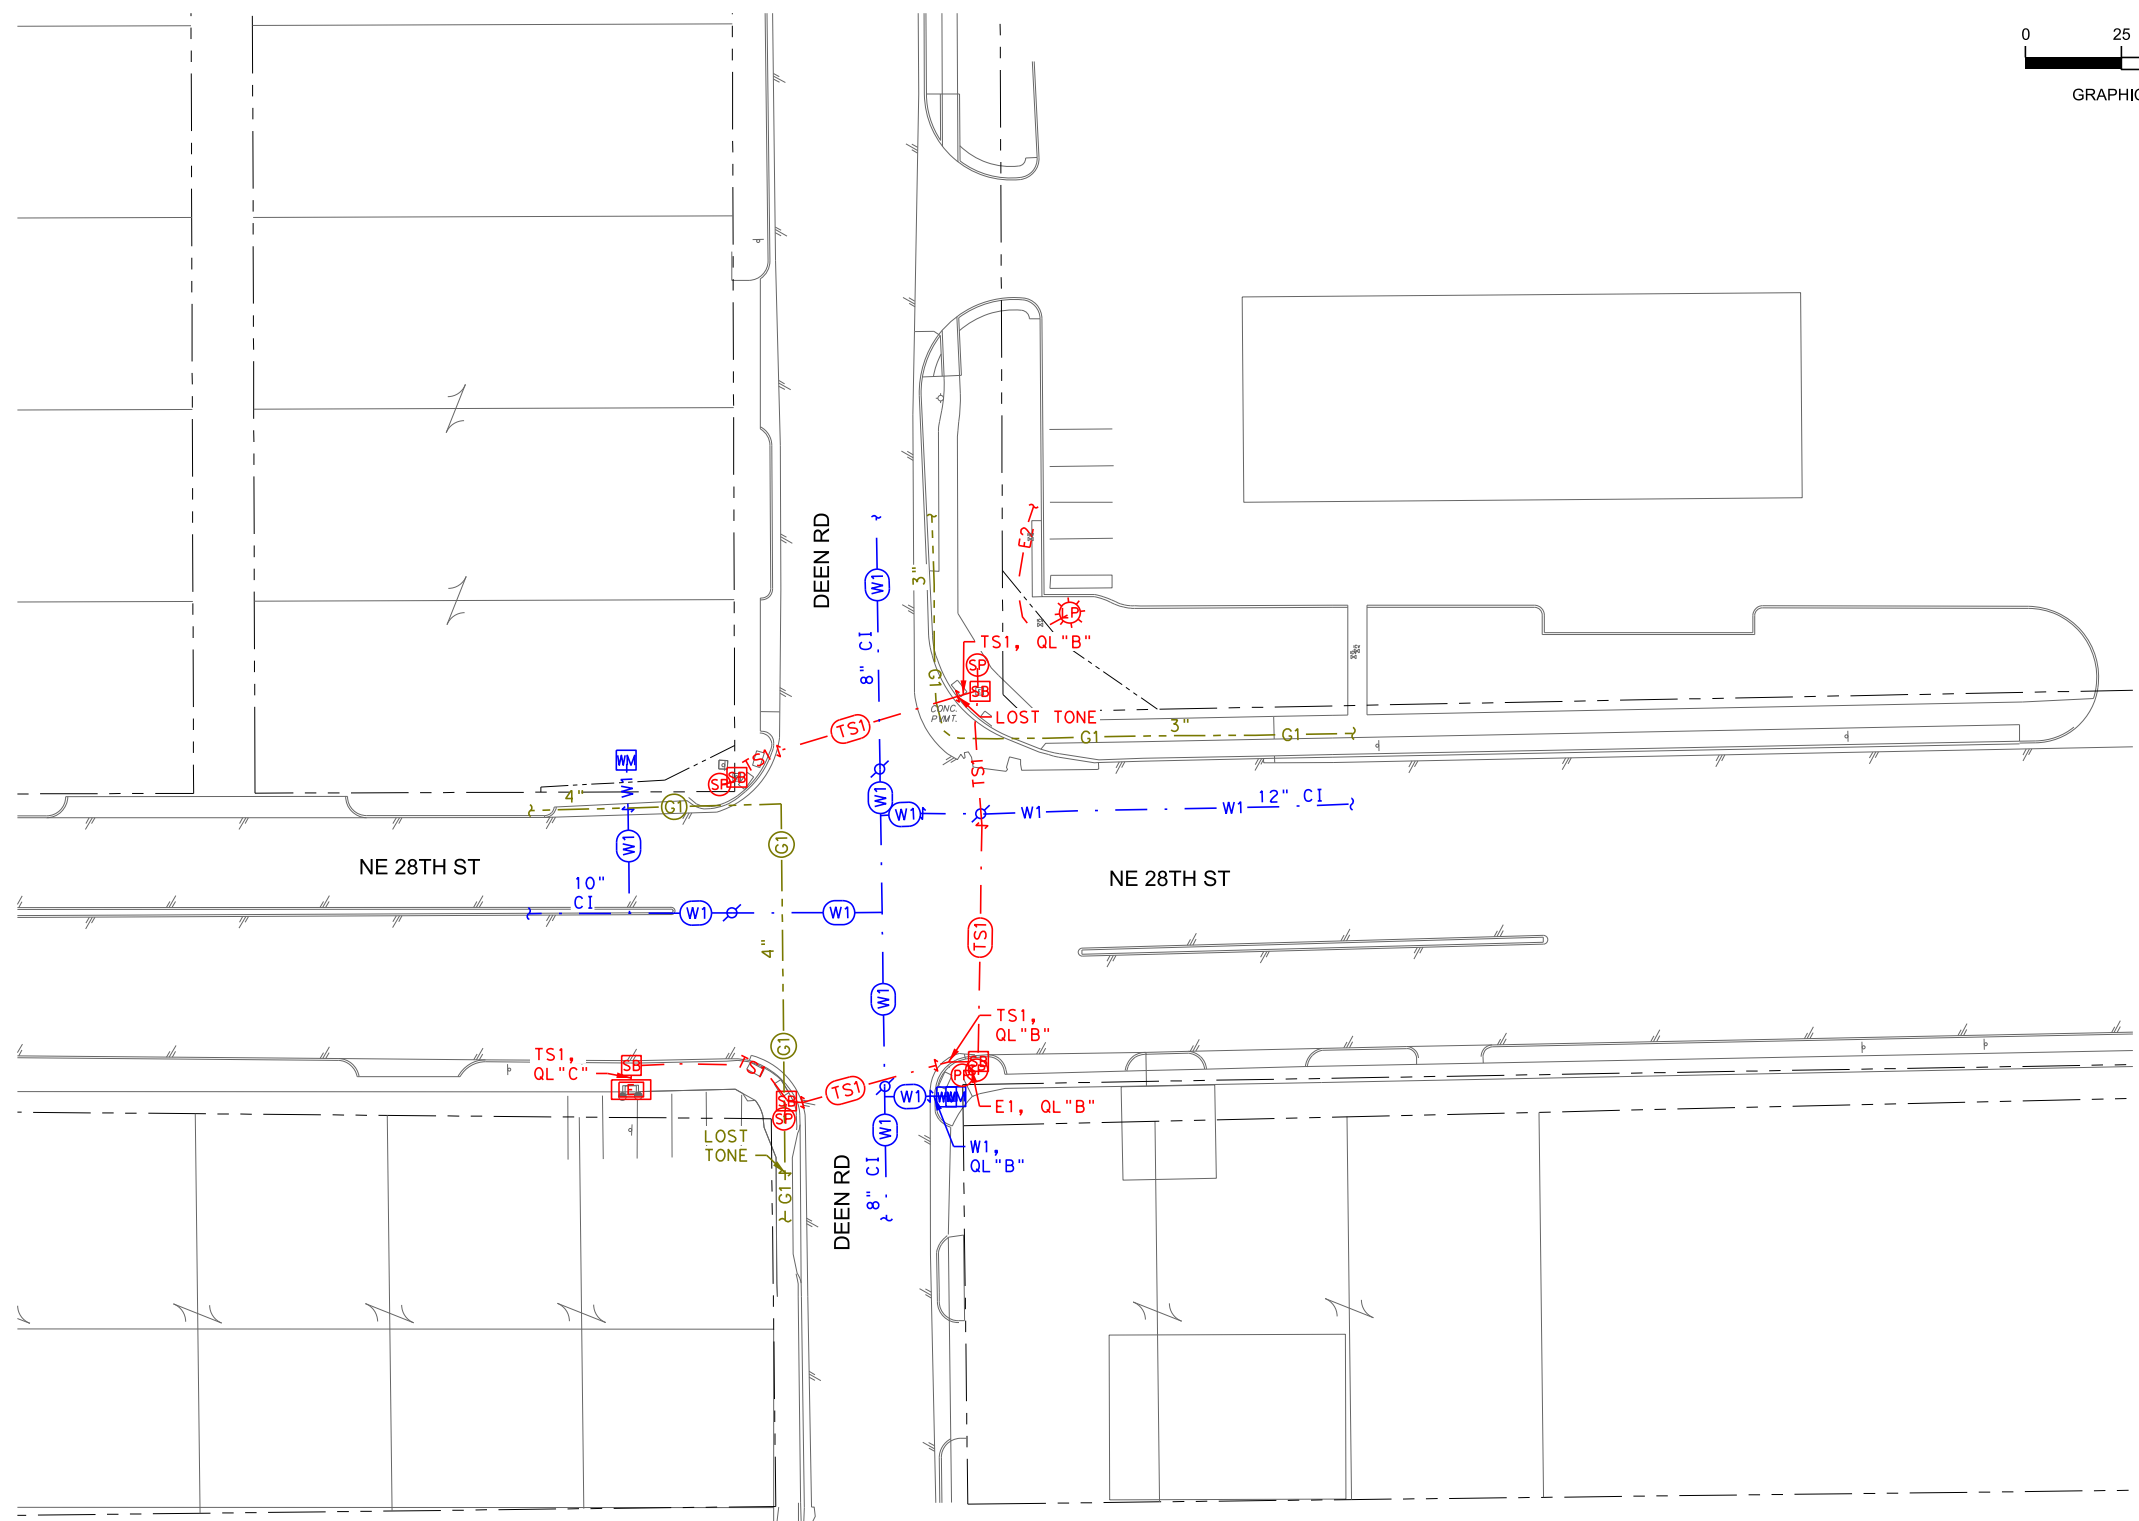 0 25
GRAPHIC
DEEN RD
W1
3"
E2
8" CI
LP
TS1, QL"B"
SP
G1
SB
CONC.
PVMT.
LOST TONE
3"
TS1
G1
G1
WM
TS1
SB
SP
W1
TS1
4"
G1
W1
W1
W1
12" CI
W1
W1
G1
NE 28TH ST
NE 28TH ST
10"
CI
W1
W1
4"
TS1
W1
TS1,
QL"B"
G1
TS1,
QL"C"
SB
TS1
SB
SP
PB
E
TS1
W1
WM
E1, QL"B"
SB
SP
W1
LOST
TONE
W1,
QL"B"
G1
8" CI
DEEN RD